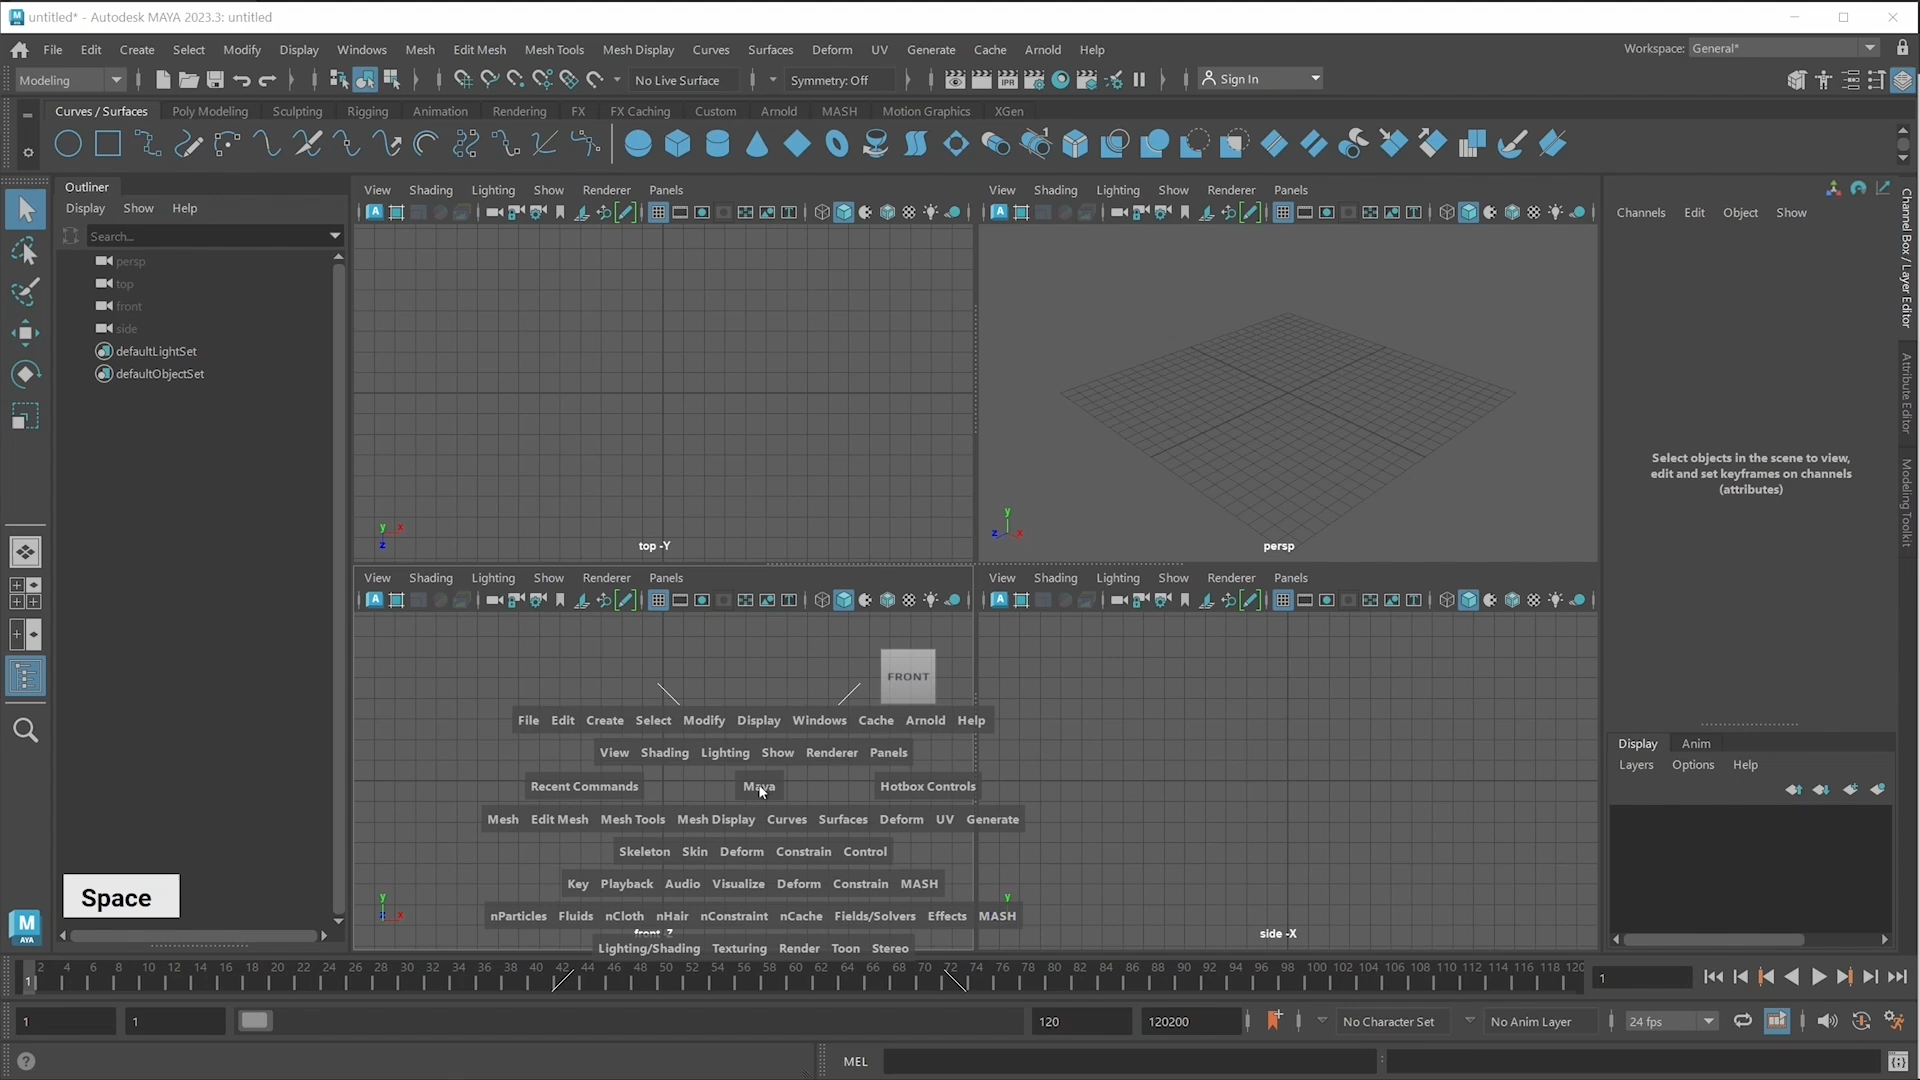 untitled* - Autodesk MAYA 2023.3: untitled
File Edit Create Select Modify Display Windows Mesh Edit Mesh Mesh Tools Mesh Display Curves Surfaces Deform UV Generate Cache Arnold Help
Workspace: General*
Modeling No Live Surface Symmetry: Off Sign In
Curves / Surfaces Poly Modeling Sculpting Rigging Animation Rendering FX FX Caching Custom Arnold MASH Motion Graphics XGen
Outliner
Display Show Help
Search...
persp
top
front
side
defaultLightSet
defaultObjectSet
View Shading Lighting Show Renderer Panels
top -Y
View Shading Lighting Show Renderer Panels
persp
View Shading Lighting Show Renderer Panels
FRONT
File Edit Create Select Modify Display Windows Cache Arnold Help
View Shading Lighting Show Renderer Panels
Recent Commands Maya Hotbox Controls
Mesh Edit Mesh Mesh Tools Mesh Display Curves Surfaces Deform UV Generate
Skeleton Skin Deform Constrain Control
Key Playback Audio Visualize Deform Constrain MASH
nParticles Fluids nCloth nHair nConstraint nCache Fields/Solvers Effects MASH
front -Z
Lighting/Shading Texturing Render Toon Stereo
View Shading Lighting Show Renderer Panels
side -X
Channels Edit Object Show
Select objects in the scene to view,
edit and set keyframes on channels
(attributes)
Channel Box / Layer Editor
Attribute Editor
Modeling Toolkit
Display Anim
Layers Options Help
Space
M
AYA
2 4 6 8 10 12 14 16 18 20 22 24 26 28 30 32 34 36 38 40 42 44 46 48 50 52 54 56 58 60 62 64 66 68 70 72 74 76 78 80 82 84 86 88 90 92 94 96 98 100 102 104 106 108 110 112 114 116 118 120
1 1
1 1 120 120200 No Character Set No Anim Layer 24 fps
MEL